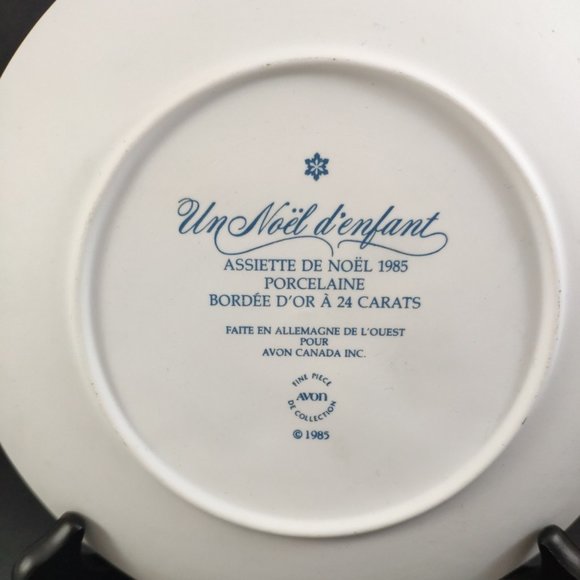 Un Noël d'enfant
ASSIETTE DE NOËL 1985
PORCELAINE
BORDÉE D'OR À 24 CARATS
FAITE EN ALLEMAGNE DE L'OUEST
POUR
AVON CANADA INC.
FINE PIECE
AVON
DE COLLECTION
© 1985